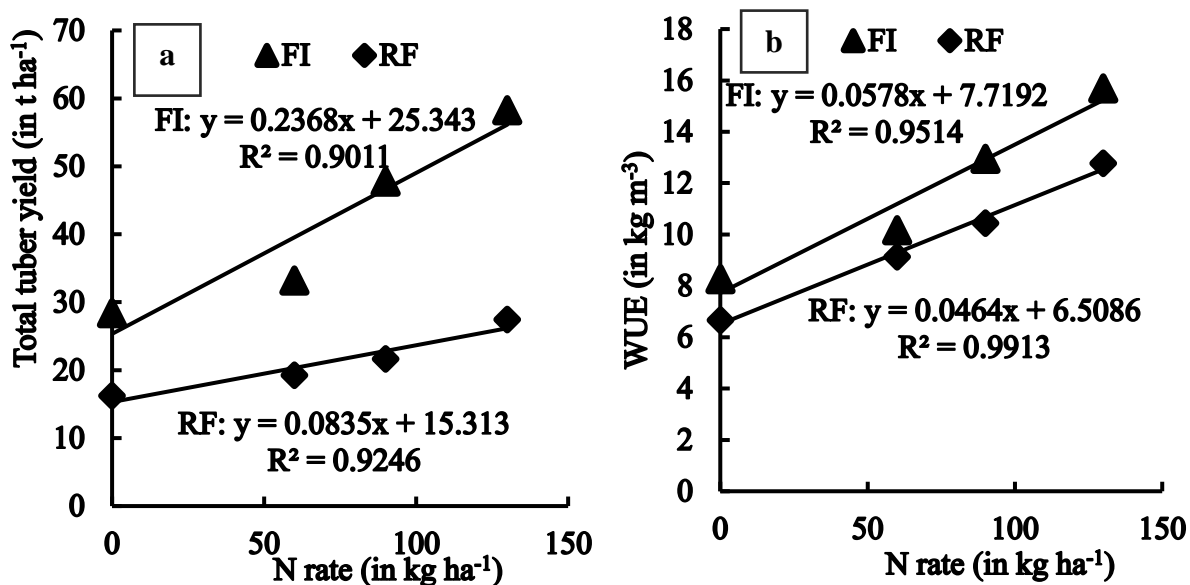 a
FI RF
FI: y = 0.2368x + 25.343
R² = 0.9011
RF: y = 0.0835x + 15.313
R² = 0.9246
Total tuber yield (in t ha⁻¹)
70
60
50
40
30
20
10
0
0 50 100 150
N rate (in kg ha⁻¹)
b
FI RF
FI: y = 0.0578x + 7.7192
R² = 0.9514
RF: y = 0.0464x + 6.5086
R² = 0.9913
WUE (in kg m⁻³)
18
16
14
12
10
8
6
4
2
0
0 50 100 150
N rate (in kg ha⁻¹)